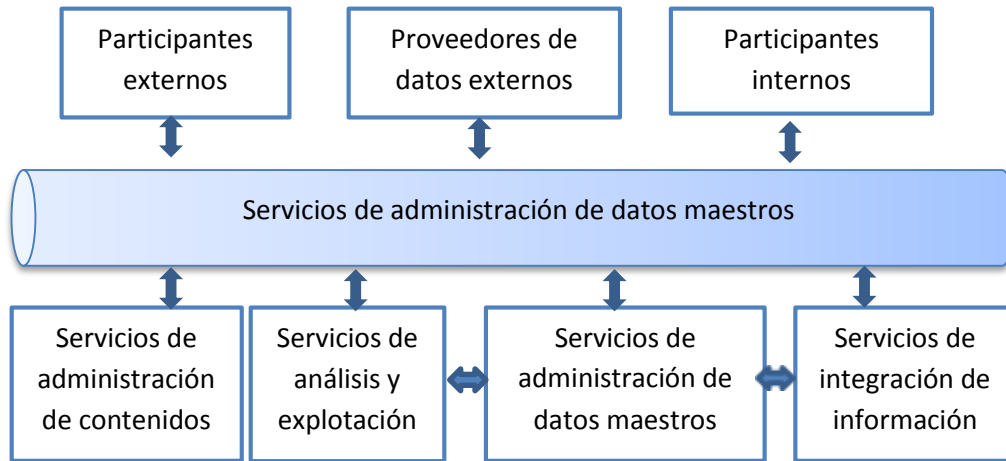 Participantes
externos
Proveedores de
datos externos
Participantes
internos
Servicios de administración de datos maestros
Servicios de
administración
de contenidos
Servicios de
análisis y
explotación
Servicios de
administración de
datos maestros
Servicios de
integración de
información